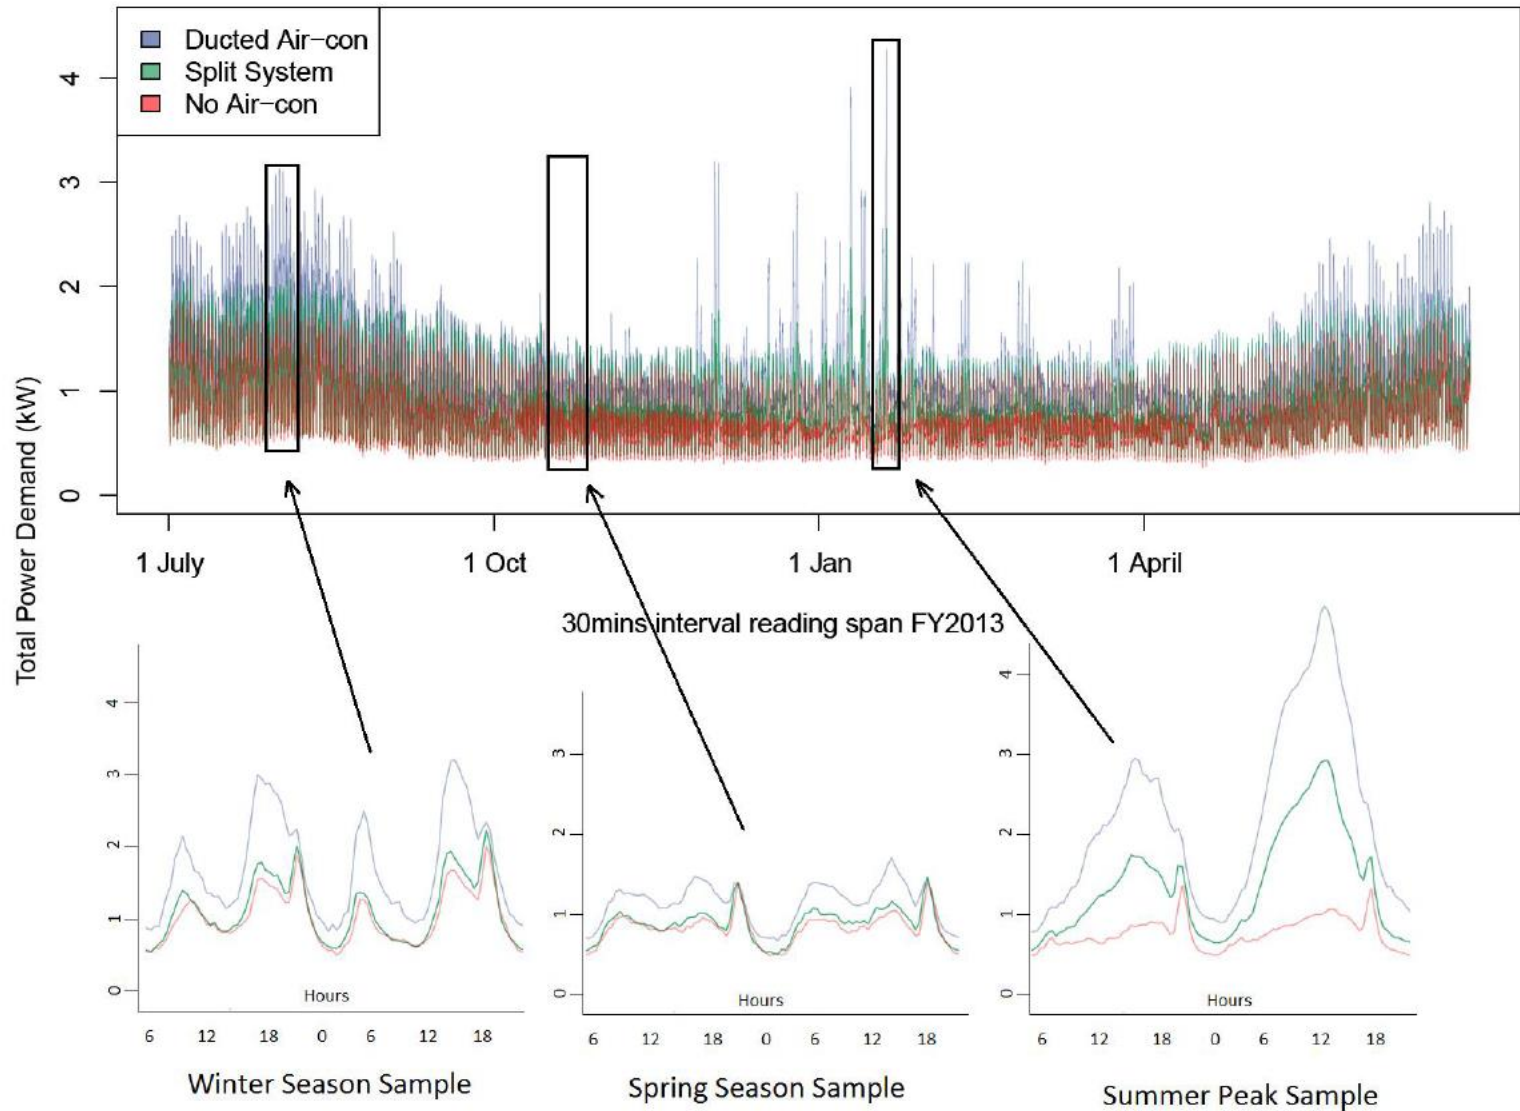 Ducted Air-con
Split System
No Air-con
4
3
2
1
0
Total Power Demand (kW)
1 July
1 Oct
1 Jan
1 April
30mins interval reading span FY2013
4
3
2
1
0
Hours
6 12 18 0 6 12 18
Winter Season Sample
3
2
1
0
Hours
6 12 18 0 6 12 18
Spring Season Sample
4
3
2
1
0
Hours
6 12 18 0 6 12 18
Summer Peak Sample